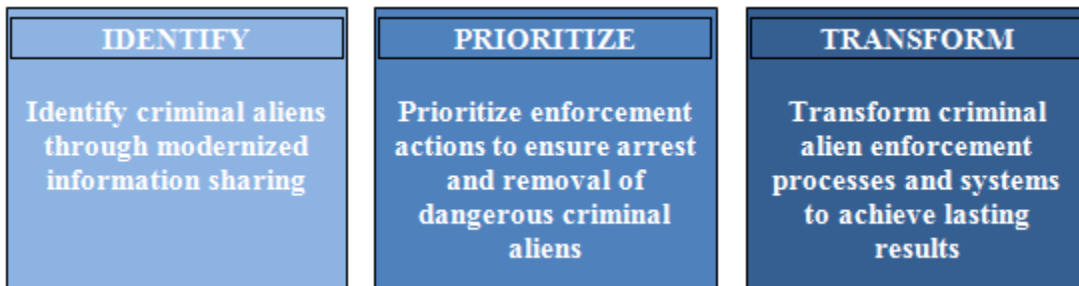 IDENTIFY
Identify criminal aliens
through modernized
information sharing
PRIORITIZE
Prioritize enforcement
actions to ensure arrest
and removal of
dangerous criminal
aliens
TRANSFORM
Transform criminal
alien enforcement
processes and systems
to achieve lasting
results